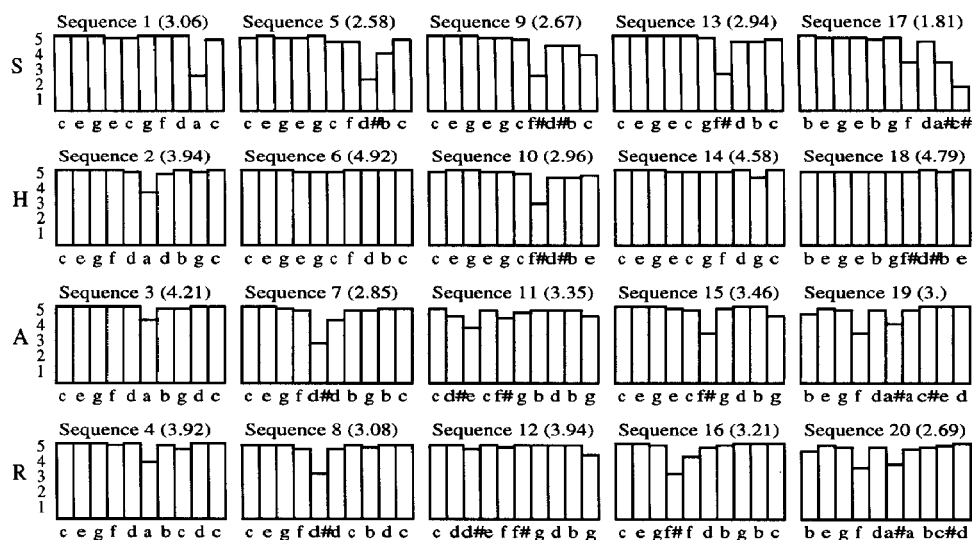 Sequence 1 (3.06) Sequence 5 (2.58) Sequence 9 (2.67) Sequence 13 (2.94) Sequence 17 (1.81)
S
5
4
3
2
1
c e g e c g f d a c c e g e g c f d# b c c e g e g c f# d# b c c e g e c g f# d b c b e g e b g f d a# b#
Sequence 2 (3.94) Sequence 6 (4.92) Sequence 10 (2.96) Sequence 14 (4.58) Sequence 18 (4.79)
H
5
4
3
2
1
c e g f d a d b g c c e g e g c f d b c c e g e g c f# d# b e c e g e c g f d g c b e g e b g f# d# b e
Sequence 3 (4.21) Sequence 7 (2.85) Sequence 11 (3.35) Sequence 15 (3.46) Sequence 19 (3.)
A
5
4
3
2
1
c e g f d a b g d c c e g f d# d b g b c c d# e c f# g b d b g c e g e c f# g d b g b e g f d a# a c# e d
Sequence 4 (3.92) Sequence 8 (3.08) Sequence 12 (3.94) Sequence 16 (3.21) Sequence 20 (2.69)
R
5
4
3
2
1
c e g f d a b c d c c e g f d# d c b d c c d d# e f f# g d b g c e g f# f d b g b c b e g f d a# a b c# d